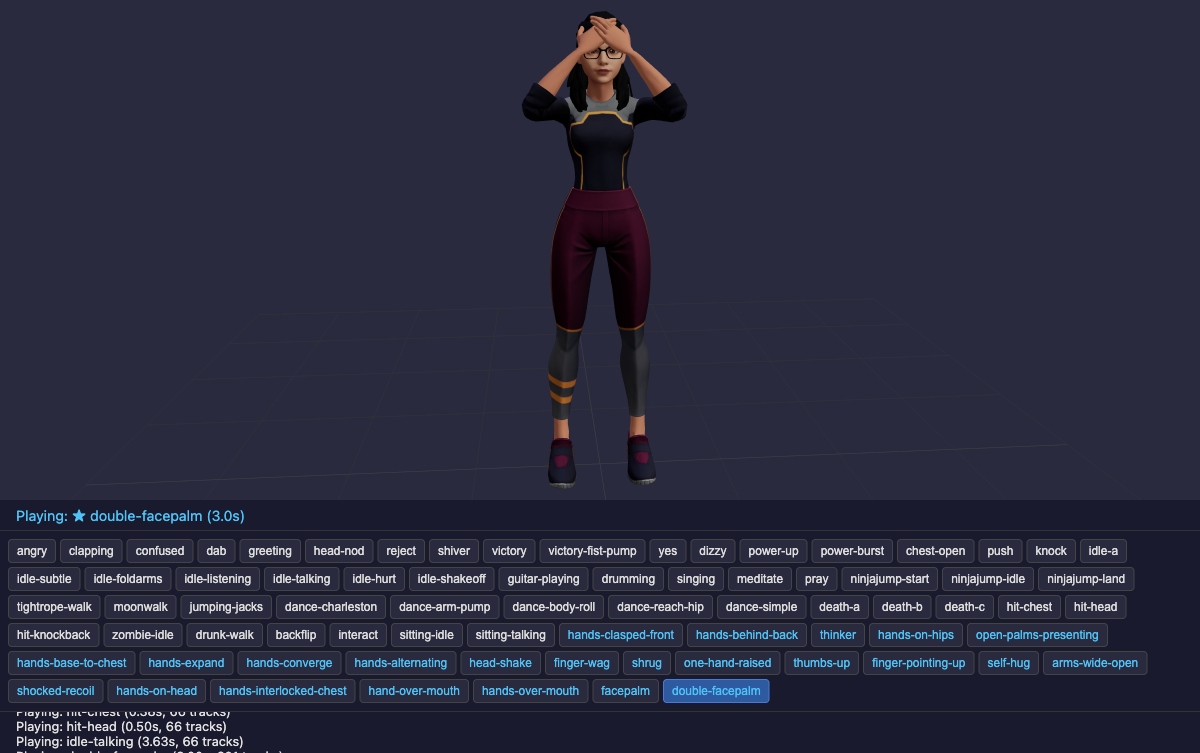 Playing: ★ double-facepalm (3.0s)
angry clapping confused dab greeting head-nod reject shiver victory victory-fist-pump yes dizzy power-up power-burst chest-open push knock idle-a
idle-subtle idle-foldarms idle-listening idle-talking idle-hurt idle-shakeoff guitar-playing drumming singing meditate pray ninjajump-start ninjajump-idle ninjajump-land
tightrope-walk moonwalk jumping-jacks dance-charleston dance-arm-pump dance-body-roll dance-reach-hip dance-simple death-a death-b death-c hit-chest hit-head
hit-knockback zombie-idle drunk-walk backflip interact sitting-idle sitting-talking hands-clasped-front hands-behind-back thinker hands-on-hips open-palms-presenting
hands-base-to-chest hands-expand hands-converge hands-alternating head-shake finger-wag shrug one-hand-raised thumbs-up finger-pointing-up self-hug arms-wide-open
shocked-recoil hands-on-head hands-interlocked-chest hand-over-mouth hands-over-mouth facepalm double-facepalm
Playing: hit-chest (0.38s, 66 tracks)
Playing: hit-head (0.50s, 66 tracks)
Playing: idle-talking (3.63s, 66 tracks)